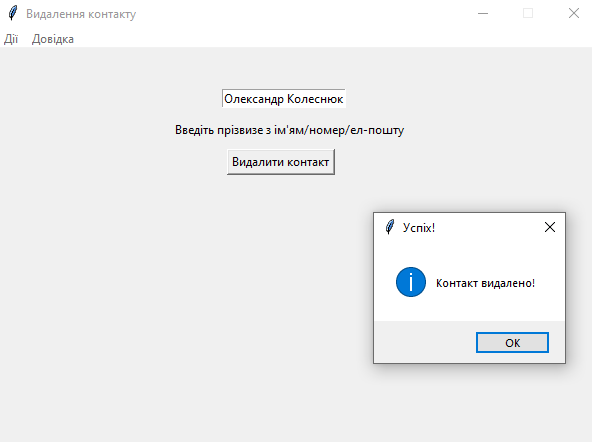 Видалення контакту
Дії Довідка
Олександр Колеснюк
Введіть прізвизе з ім'ям/номер/ел-пошту
Видалити контакт
Успіх!
Контакт видалено!
OK